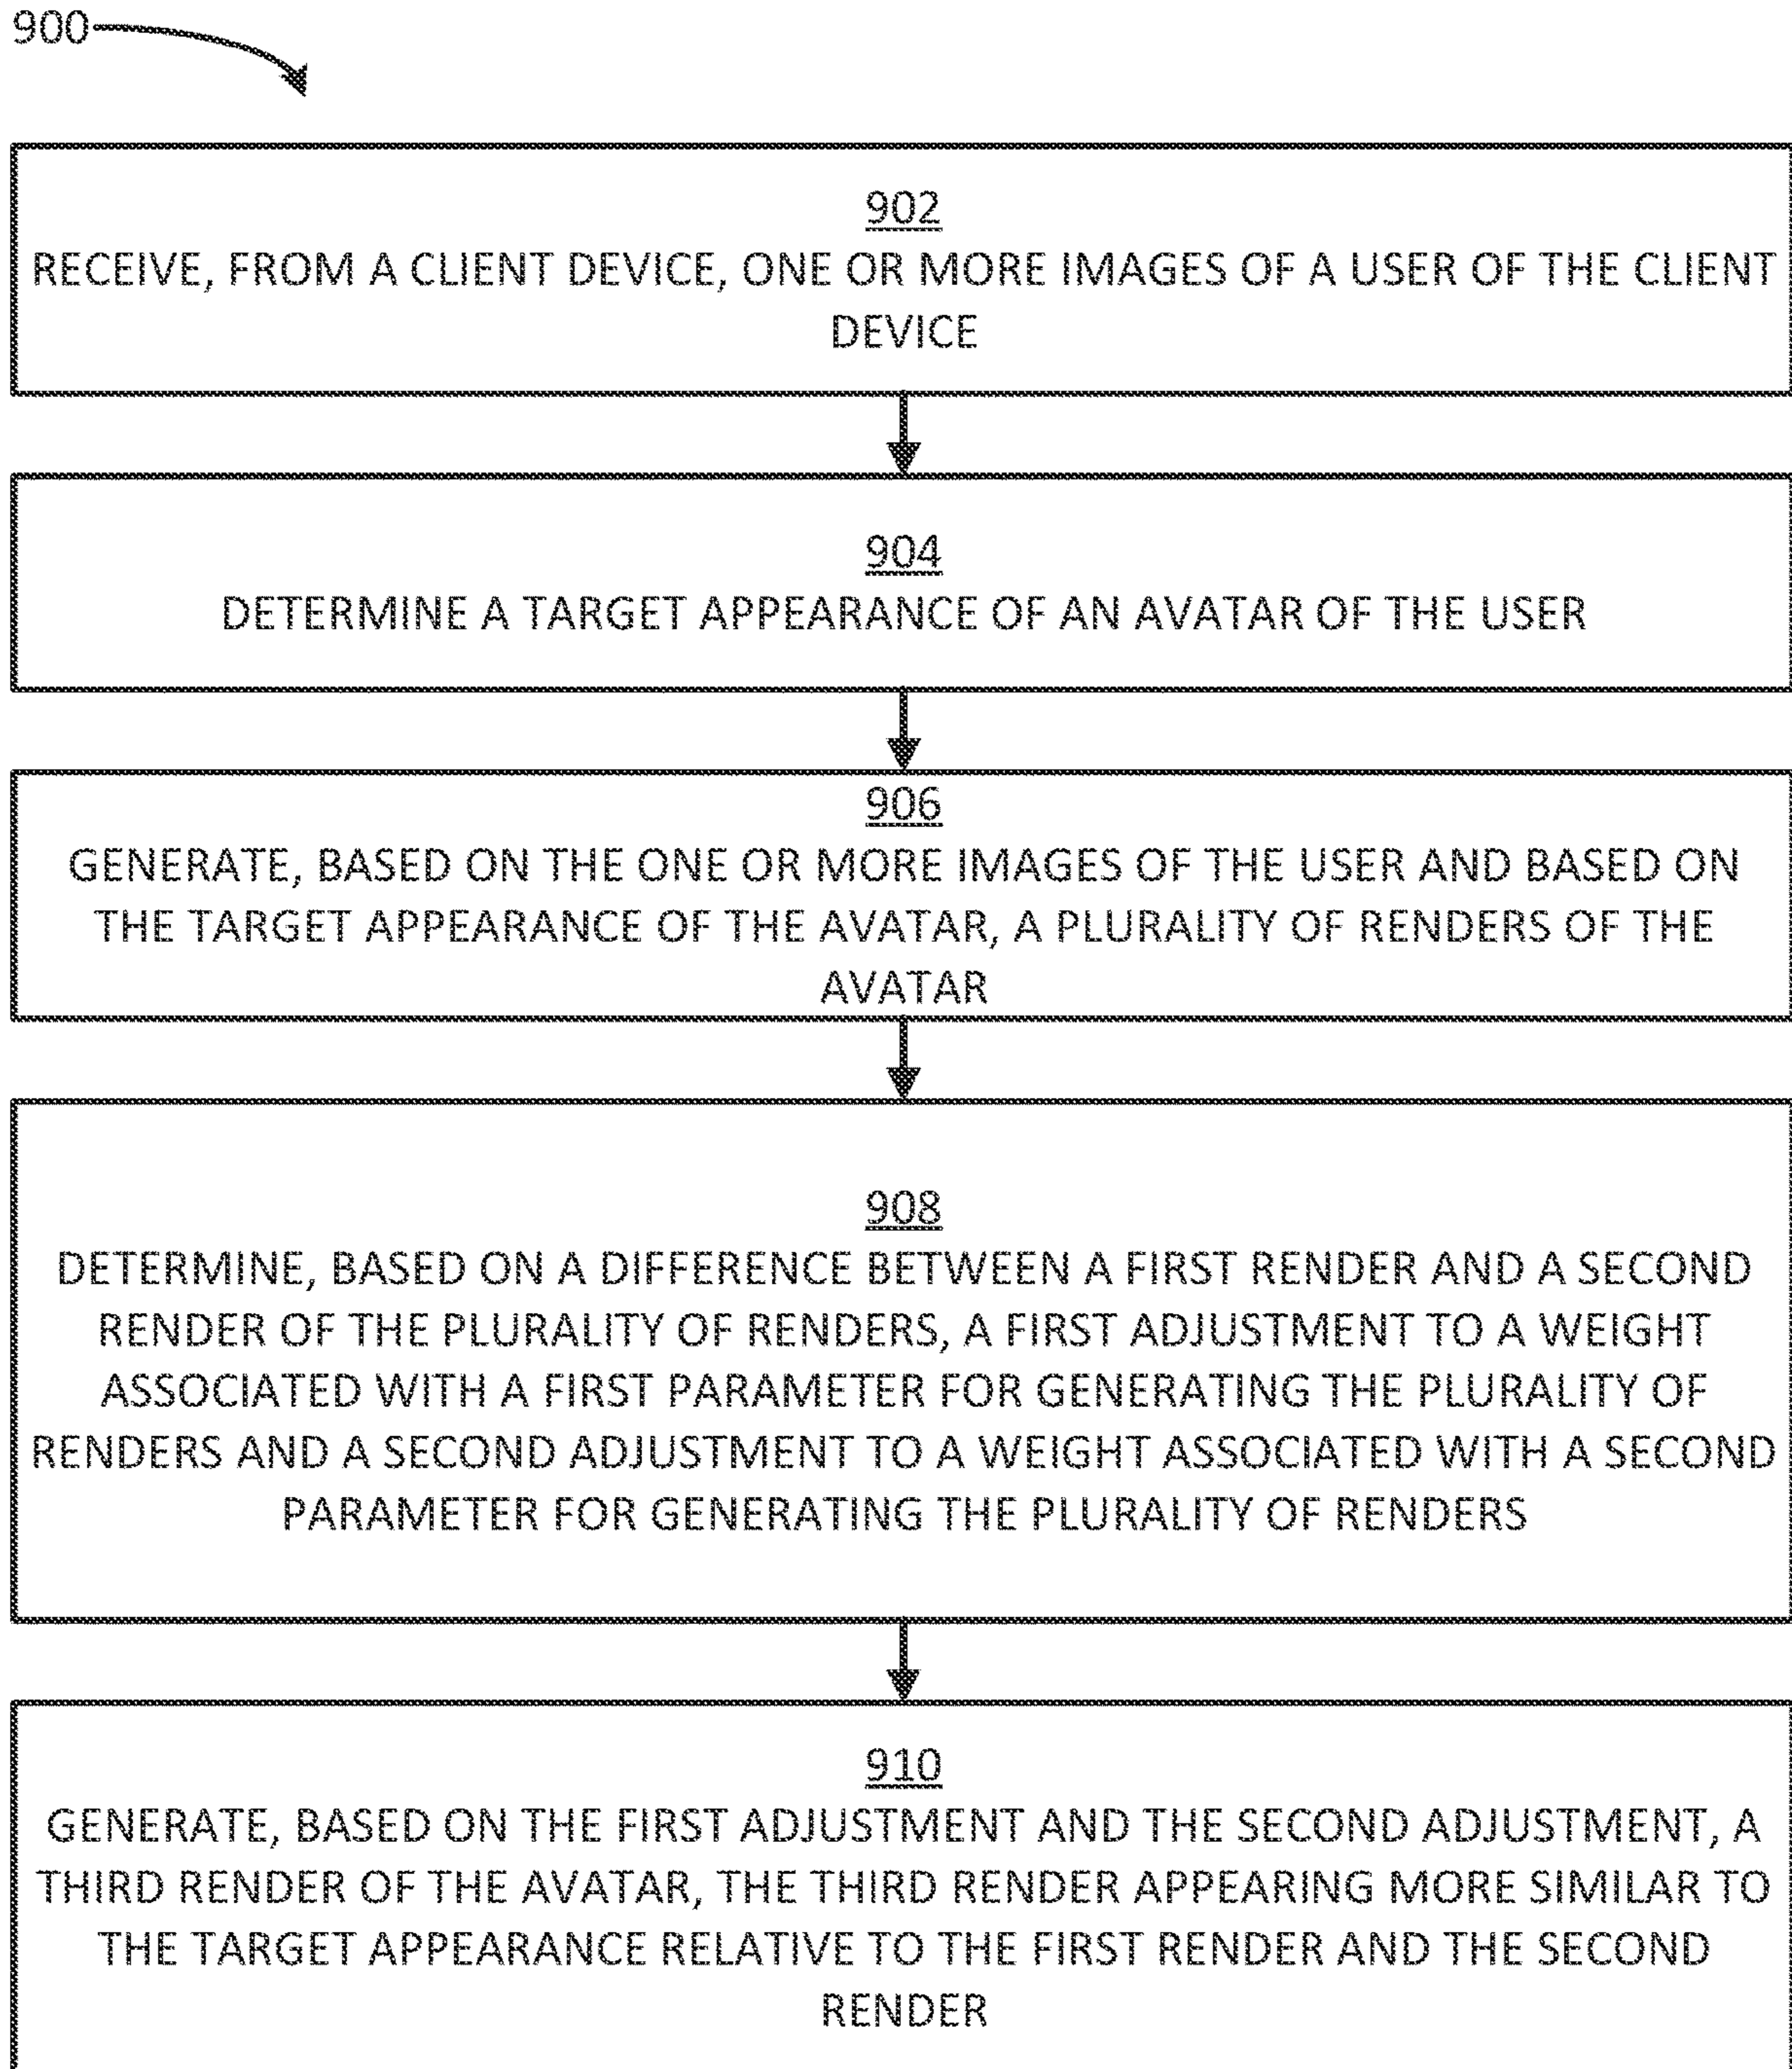 900
902
RECEIVE, FROM A CLIENT DEVICE, ONE OR MORE IMAGES OF A USER OF THE CLIENT
DEVICE
904
DETERMINE A TARGET APPEARANCE OF AN AVATAR OF THE USER
906
GENERATE, BASED ON THE ONE OR MORE IMAGES OF THE USER AND BASED ON
THE TARGET APPEARANCE OF THE AVATAR, A PLURALITY OF RENDERS OF THE
AVATAR
908
DETERMINE, BASED ON A DIFFERENCE BETWEEN A FIRST RENDER AND A SECOND
RENDER OF THE PLURALITY OF RENDERS, A FIRST ADJUSTMENT TO A WEIGHT
ASSOCIATED WITH A FIRST PARAMETER FOR GENERATING THE PLURALITY OF
RENDERS AND A SECOND ADJUSTMENT TO A WEIGHT ASSOCIATED WITH A SECOND
PARAMETER FOR GENERATING THE PLURALITY OF RENDERS
910
GENERATE, BASED ON THE FIRST ADJUSTMENT AND THE SECOND ADJUSTMENT, A
THIRD RENDER OF THE AVATAR, THE THIRD RENDER APPEARING MORE SIMILAR TO
THE TARGET APPEARANCE RELATIVE TO THE FIRST RENDER AND THE SECOND
RENDER